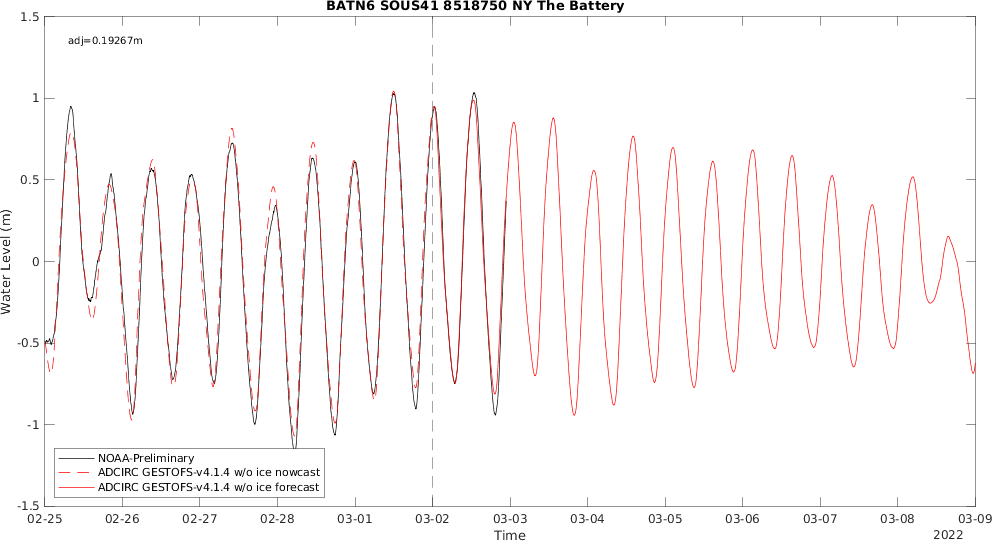 BATN6 SOUS41 8518750 NY The Battery
adj=0.19267m
1.5
1
0.5
0
-0.5
-1
-1.5
Water Level (m)
NOAA-Preliminary
ADCIRC GESTOFS-v4.1.4 w/o ice nowcast
ADCIRC GESTOFS-v4.1.4 w/o ice forecast
02-25 02-26 02-27 02-28 03-01 03-02 03-03 03-04 03-05 03-06 03-07 03-08 03-09
Time
2022